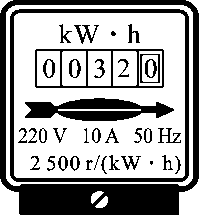 kW · h
0 0 3 2 0
220 V 10 A 50 Hz
2 500 r/(kW · h)